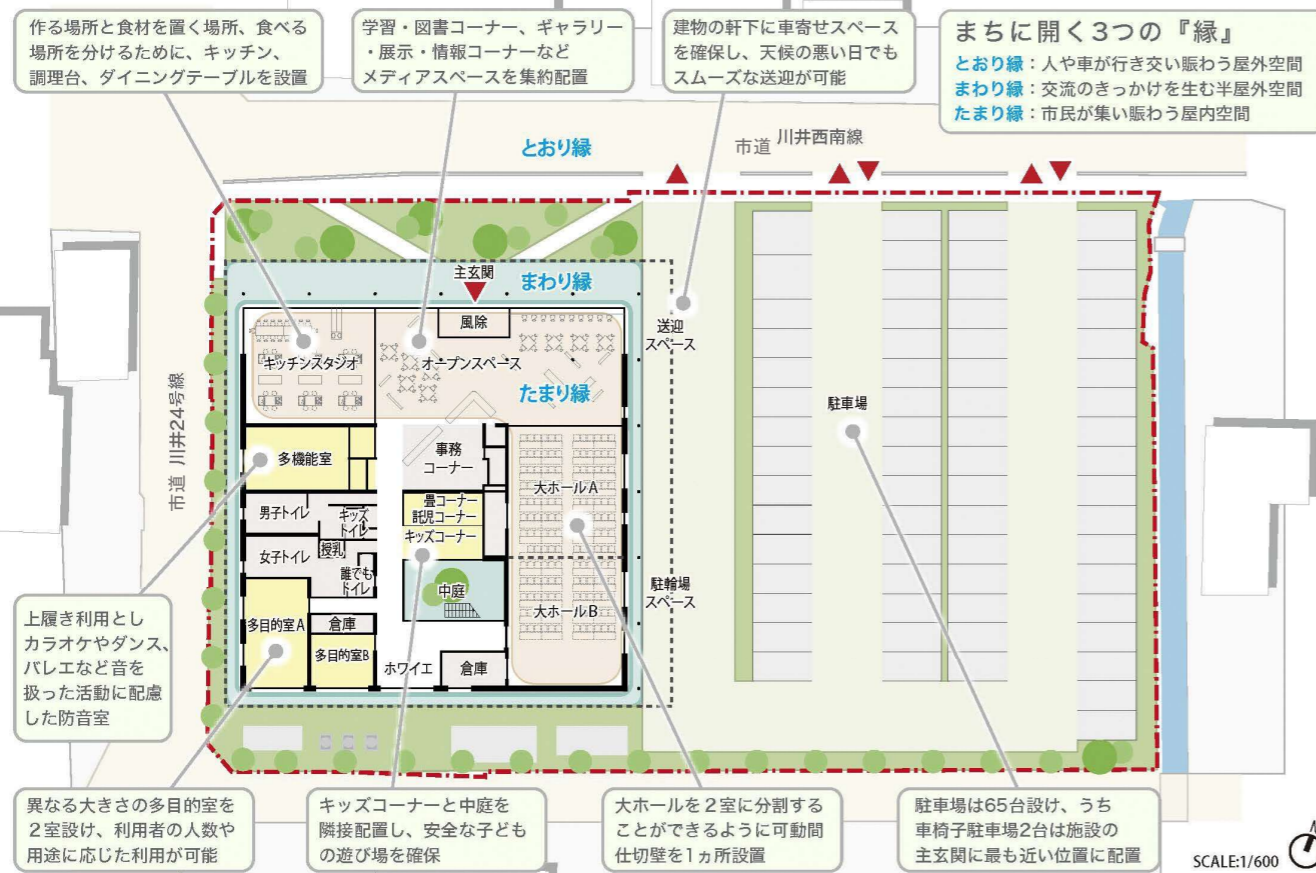 作る場所と食材を置く場所、食べる
場所を分けるために、キッチン、
調理台、ダイニングテーブルを設置
学習・図書コーナー、ギャラリー
・展示・情報コーナーなど
メディアスペースを集約配置
建物の軒下に車寄せスペース
を確保し、天候の悪い日でも
スムーズな送迎が可能
まちに開く3つの『縁』
とおり縁：人や車が行き交い賑わう屋外空間
まわり縁：交流のきっかけを生む半屋外空間
たまり縁：市民が集い賑わう屋内空間
とおり縁
市道 川井西南線
主玄関
まわり縁
風除
送迎
スペース
キッチンスタジオ
オープンスペース
たまり縁
駐車場
市道 川井24号線
多機能室
事務
コーナー
大ホールA
男子トイレ
キッズ
トイレ
畳コーナー
託児コーナー
キッズコーナー
女子トイレ
授乳
誰でも
トイレ
中庭
駐輪場
スペース
大ホールB
多目的室A
倉庫
多目的室B
ホワイエ
倉庫
上履き利用とし
カラオケやダンス、
バレエなど音を
扱った活動に配慮
した防音室
異なる大きさの多目的室を
２室設け、利用者の人数や
用途に応じた利用が可能
キッズコーナーと中庭を
隣接配置し、安全な子ども
の遊び場を確保
大ホールを２室に分割する
ことができるように可動間
仕切壁を1ヵ所設置
駐車場は65台設け、うち
車椅子駐車場2台は施設の
主玄関に最も近い位置に配置
SCALE:1/600